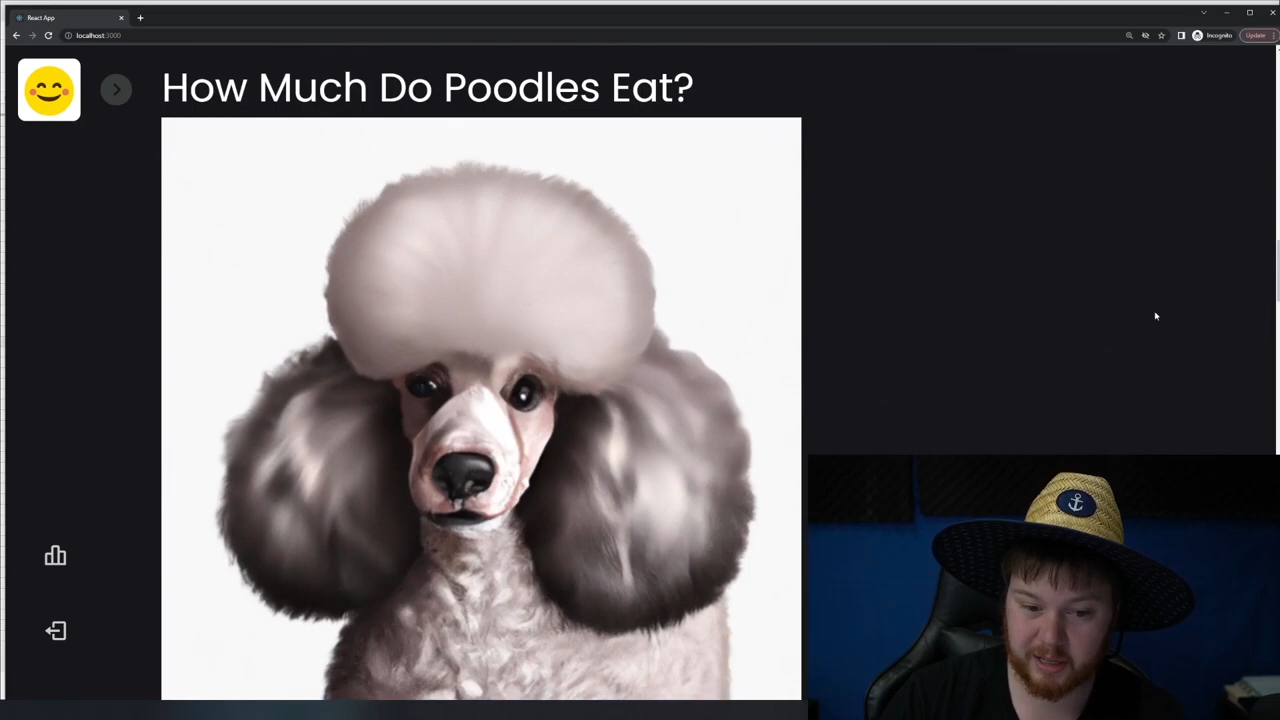 React App
localhost:3000
Incognito
Update
How Much Do Poodles Eat?